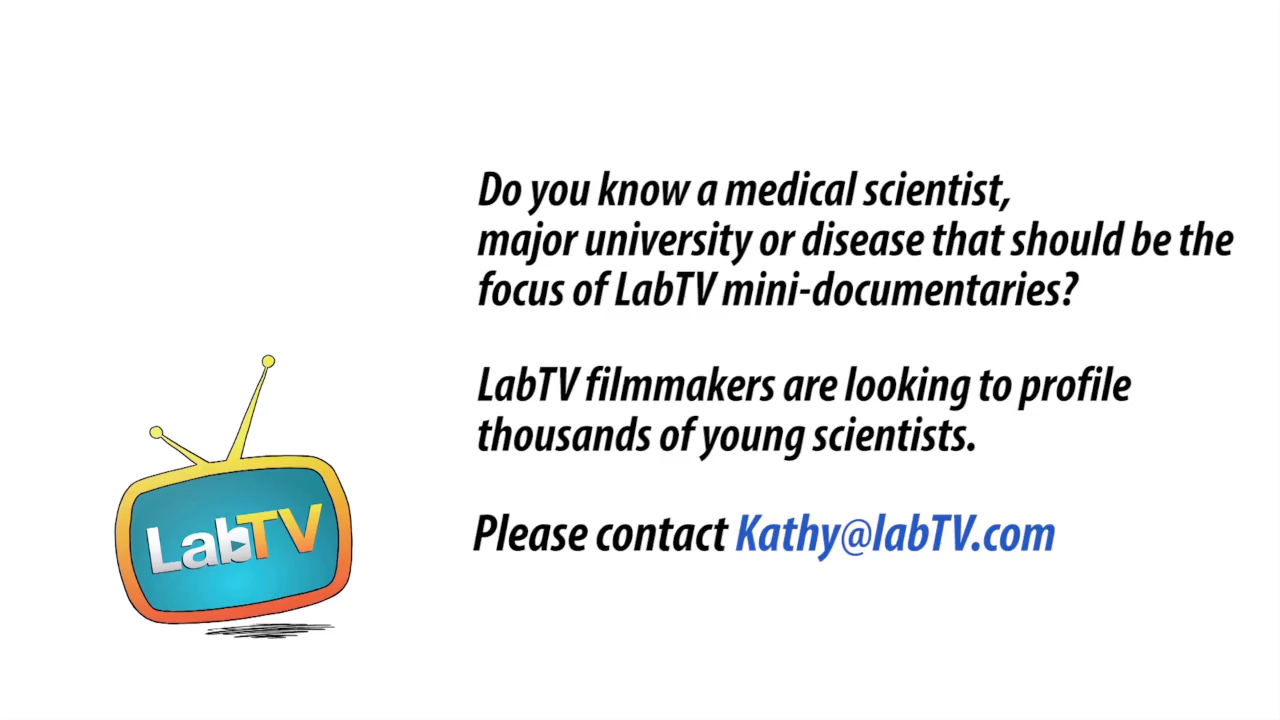 Do you know a medical scientist,
major university or disease that should be the
focus of LabTV mini-documentaries?
LabTV filmmakers are looking to profile
thousands of young scientists.
Please contact Kathy@labTV.com
LabTV